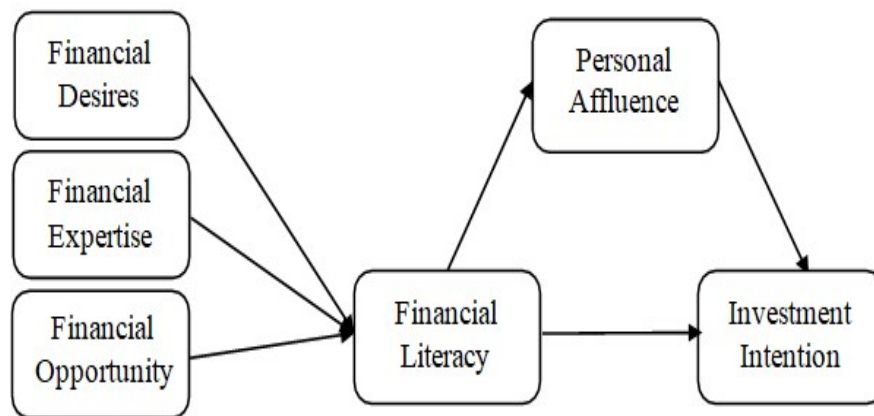 Financial
Desires
Personal
Affluence
Financial
Expertise
Financial
Opportunity
Financial
Literacy
Investment
Intention